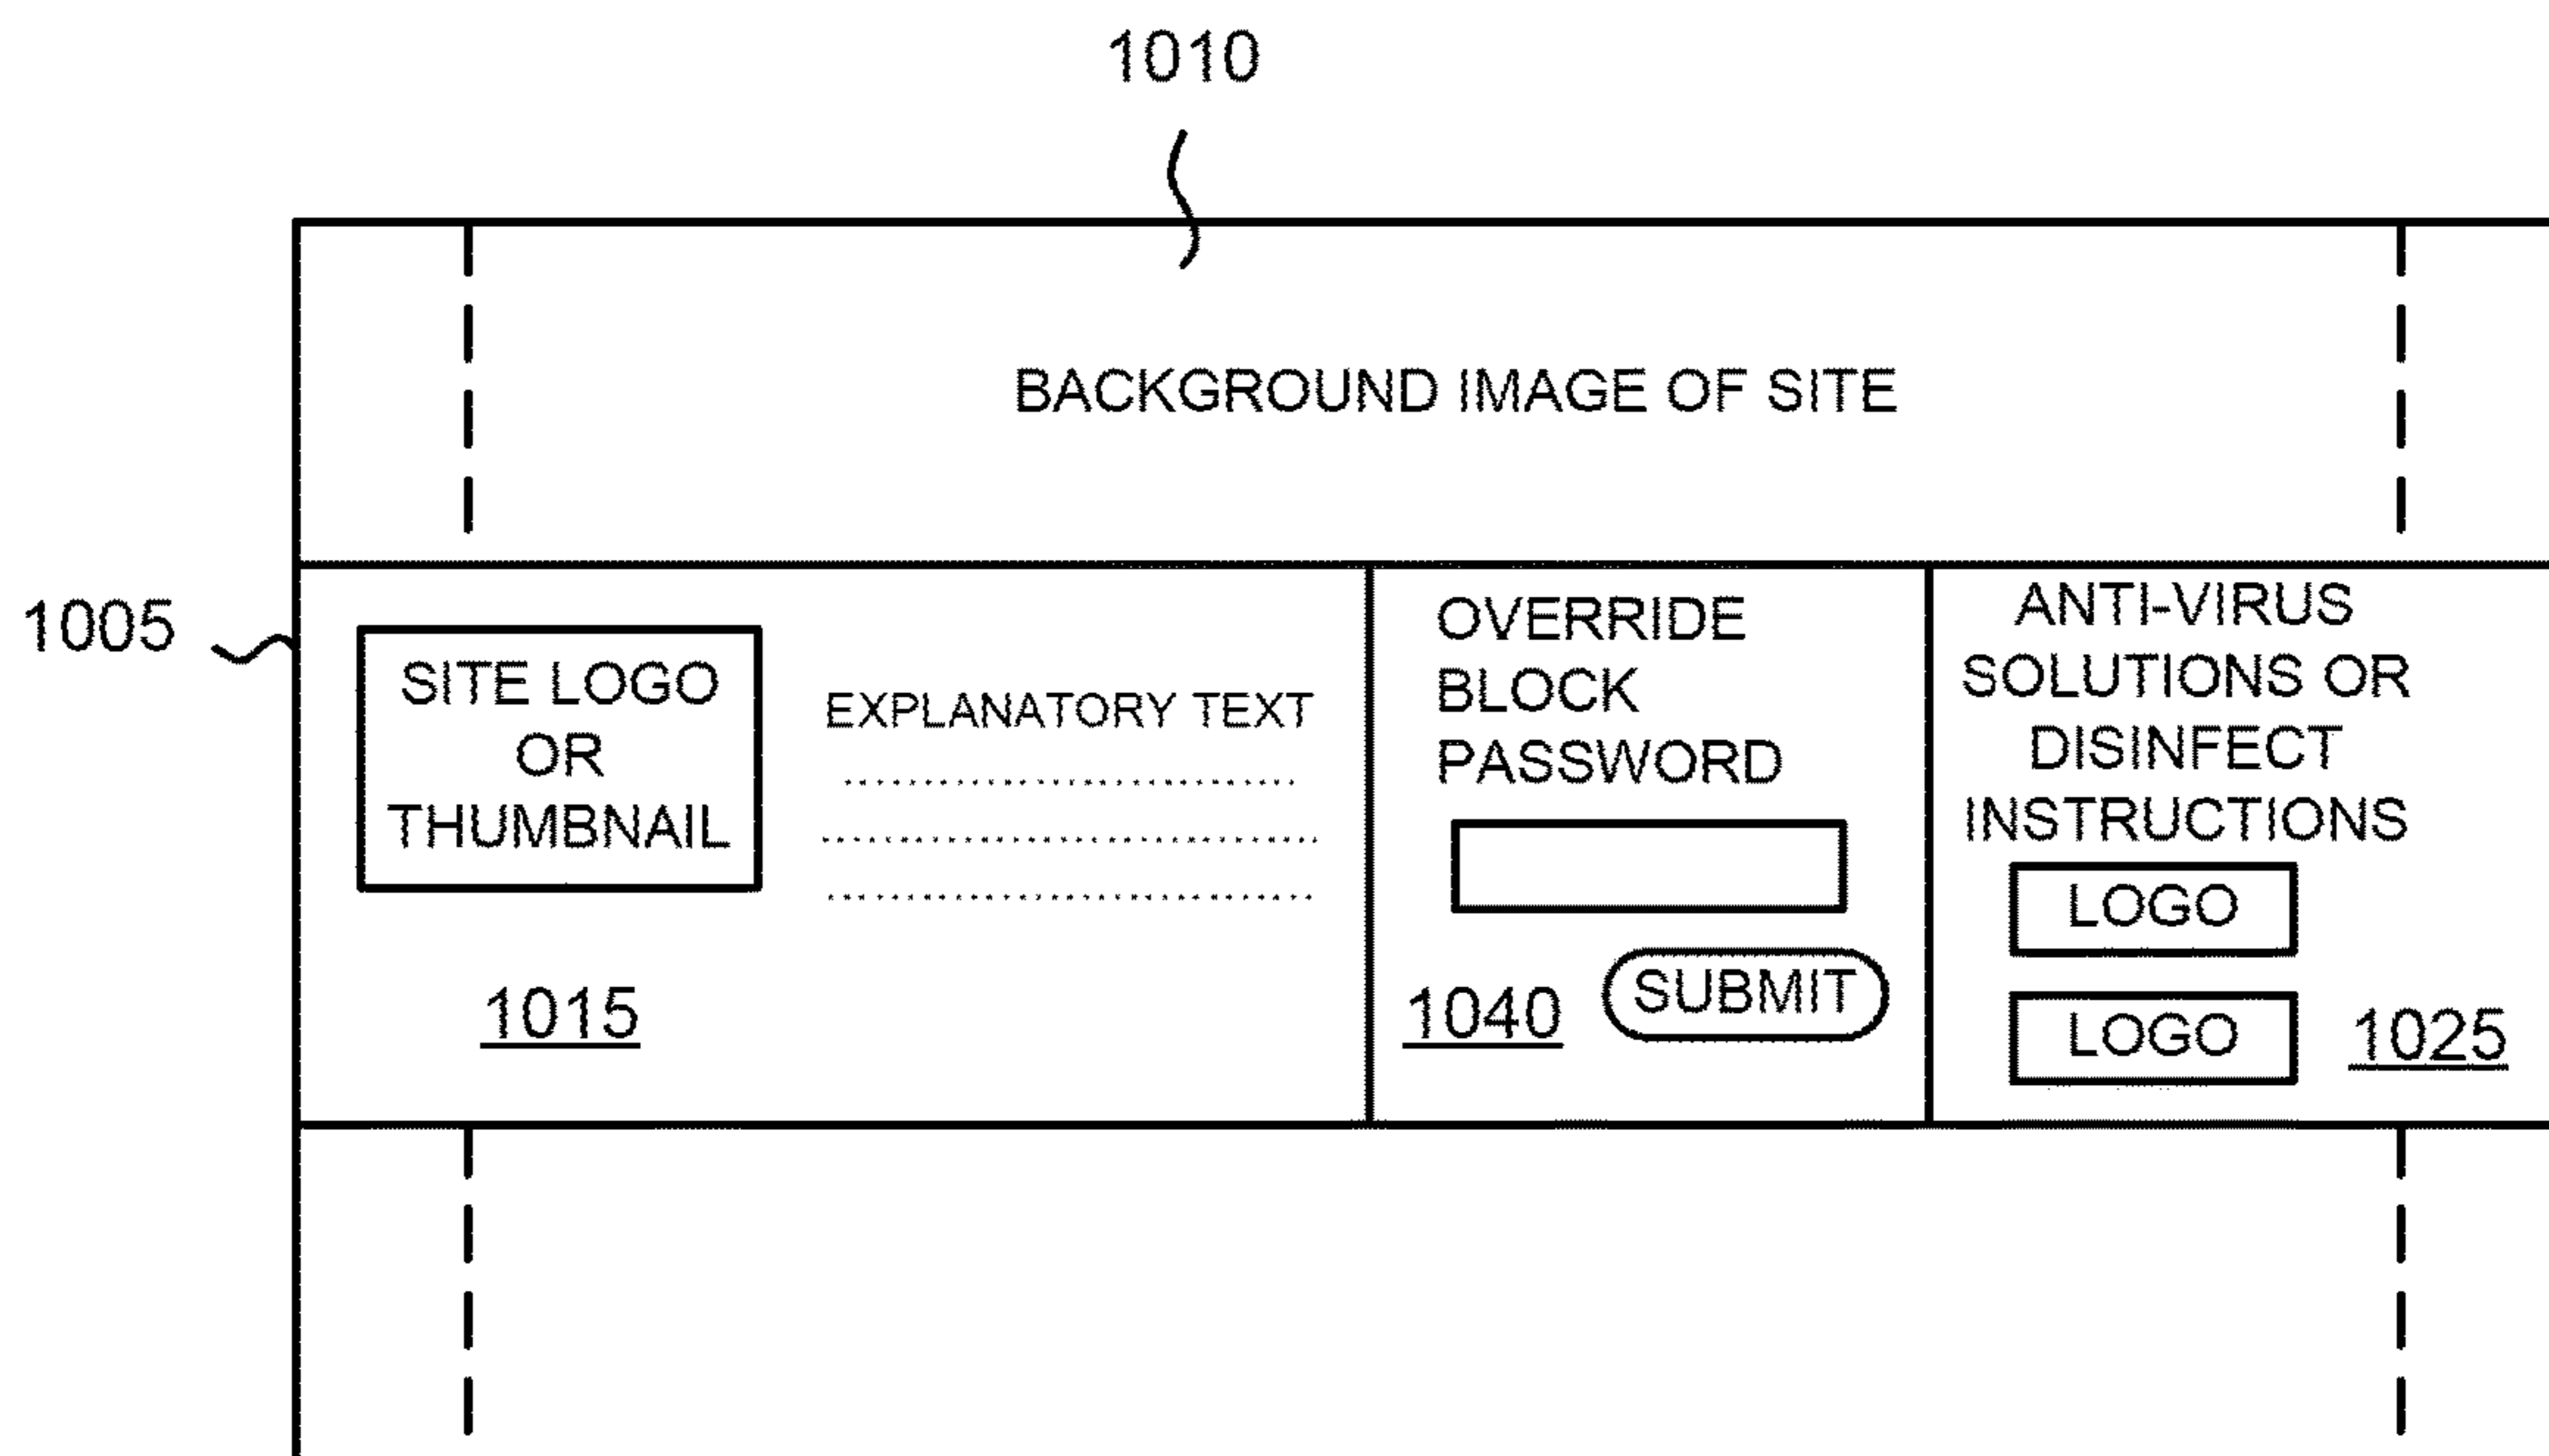 1010
BACKGROUND IMAGE OF SITE
1005
SITE LOGO
OR
THUMBNAIL
EXPLANATORY TEXT
1015
OVERRIDE
BLOCK
PASSWORD
SUBMIT
1040
ANTI-VIRUS
SOLUTIONS OR
DISINFECT
INSTRUCTIONS
LOGO
LOGO
1025